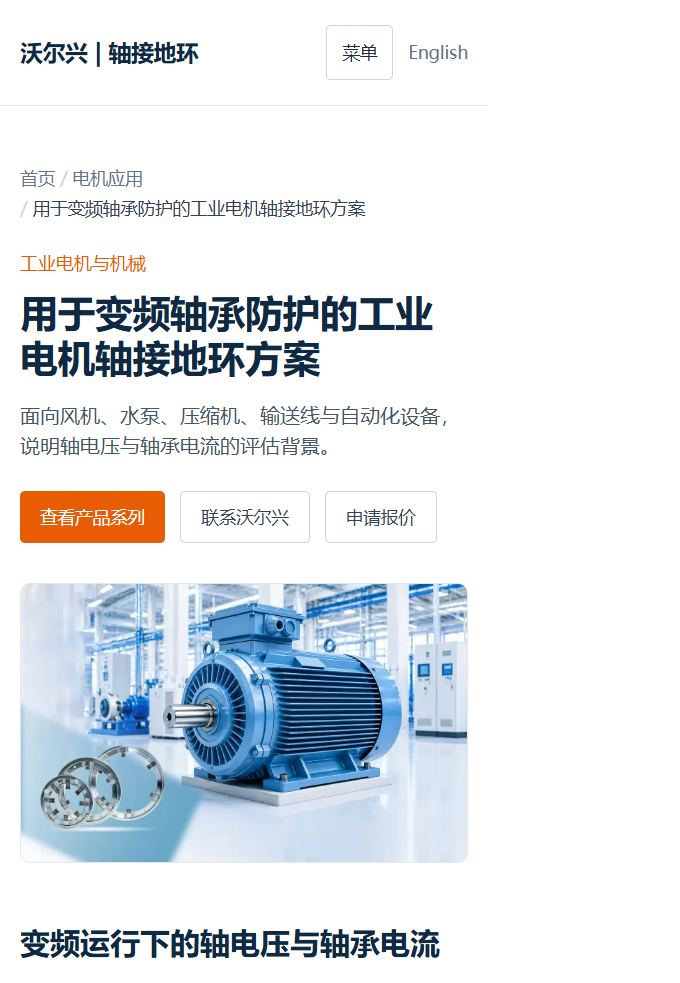 沃尔兴 | 轴接地环
菜单
English
首页 / 电机应用
/ 用于变频轴承防护的工业电机轴接地环方案
工业电机与机械
用于变频轴承防护的工业
电机轴接地环方案
面向风机、水泵、压缩机、输送线与自动化设备，
说明轴电压与轴承电流的评估背景。
查看产品系列
联系沃尔兴
申请报价
变频运行下的轴电压与轴承电流